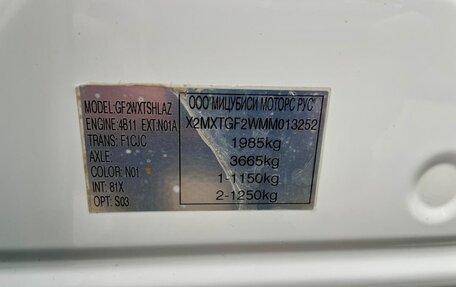 MODEL: GF2WXTSHLAZ
ENGINE: 4B11 EXT: N01A
TRANS: F1CJC
AXLE:
COLOR: N01
INT: 81X
OPT: S03
ООО МИЦУБИСИ МОТОРС РУС
X2MXTGF2WMM013252
1985kg
3665kg
1-1150kg
2-1250kg